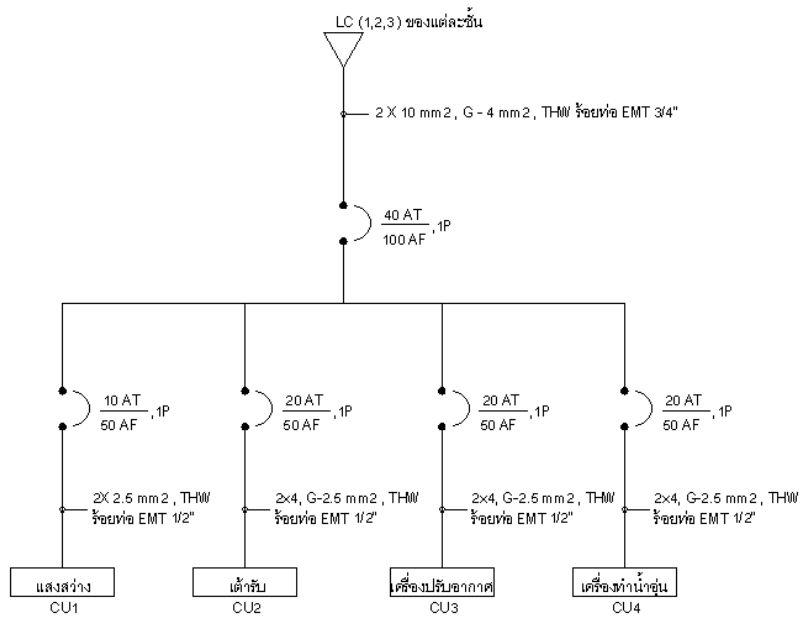 LC (1,2,3) ของแต่ละชั้น
2 X 10 mm2 , G - 4 mm2 , THW ร้อยท่อ EMT 3/4"
40 AT
100 AF
,1P
10 AT
50 AF
,1P
20 AT
50 AF
,1P
20 AT
50 AF
,1P
20 AT
50 AF
,1P
2X 2.5 mm2 , THW
ร้อยท่อ EMT 1/2"
2x4, G-2.5 mm2 , THW
ร้อยท่อ EMT 1/2"
2x4, G-2.5 mm2 , THW
ร้อยท่อ EMT 1/2"
2x4, G-2.5 mm2 , THW
ร้อยท่อ EMT 1/2"
แสงสว่าง
CU1
เต้ารับ
CU2
เครื่องปรับอากาศ
CU3
เครื่องทำน้ำอุ่น
CU4